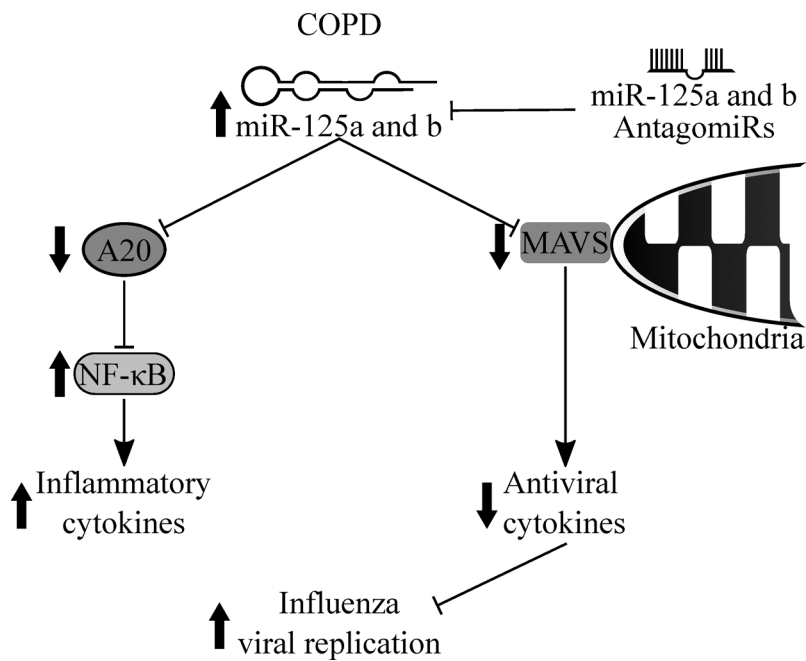 COPD
miR-125a and b
miR-125a and b
AntagomiRs
A20
MAVS
Mitochondria
NF-κB
Inflammatory
cytokines
Antiviral
cytokines
Influenza
viral replication